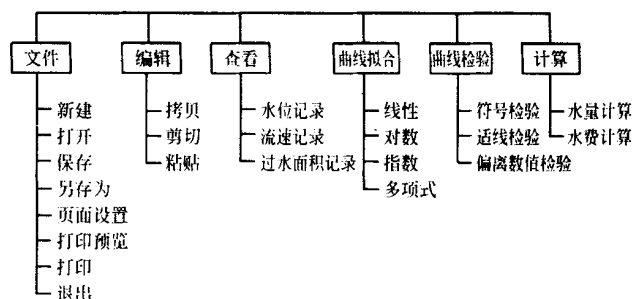 文件
编辑
查看
曲线拟合
曲线检验
计算
新建
打开
保存
另存为
页面设置
打印预览
打印
退出
拷贝
剪切
粘贴
水位记录
流速记录
过水面积记录
线性
对数
指数
多项式
符号检验
适线检验
偏离数值检验
水量计算
水费计算